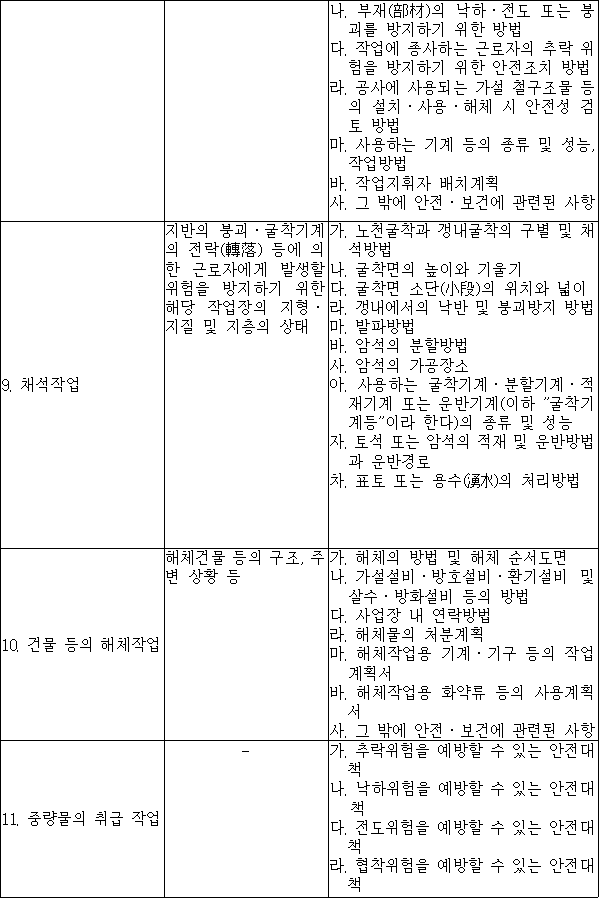 나. 부재(部材)의 낙하ㆍ전도 또는 붕
괴를 방지하기 위한 방법
다. 작업에 종사하는 근로자의 추락 위
험을 방지하기 위한 안전조치 방법
라. 공사에 사용되는 가설 철구조물 등
의 설치ㆍ사용ㆍ해체 시 안전성 검
토 방법
마. 사용하는 기계 등의 종류 및 성능,
작업방법
바. 작업지휘자 배치계획
사. 그 밖에 안전ㆍ보건에 관련된 사항
9. 채석작업
지반의 붕괴ㆍ굴착기계
의 전락(轉落) 등에 의
한 근로자에게 발생할
위험을 방지하기 위한
해당 작업장의 지형ㆍ
지질 및 지층의 상태
가. 노천굴착과 갱내굴착의 구별 및 채
석방법
나. 굴착면의 높이와 기울기
다. 굴착면 소단(小段)의 위치와 넓이
라. 갱내에서의 낙반 및 붕괴방지 방법
마. 발파방법
바. 암석의 분할방법
사. 암석의 가공장소
아. 사용하는 굴착기계ㆍ분할기계ㆍ적
재기계 또는 운반기계(이하 "굴착기
계등"이라 한다)의 종류 및 성능
자. 토석 또는 암석의 적재 및 운반방법
과 운반경로
차. 표토 또는 용수(湧水)의 처리방법
10. 건물 등의 해체작업
해체건물 등의 구조, 주
변 상황 등
가. 해체의 방법 및 해체 순서도면
나. 가설설비ㆍ방호설비ㆍ환기설비 및
살수ㆍ방화설비 등의 방법
다. 사업장 내 연락방법
라. 해체물의 처분계획
마. 해체작업용 기계ㆍ기구 등의 작업
계획서
바. 해체작업용 화약류 등의 사용계획
서
사. 그 밖에 안전ㆍ보건에 관련된 사항
11. 중량물의 취급 작업
-
가. 추락위험을 예방할 수 있는 안전대
책
나. 낙하위험을 예방할 수 있는 안전대
책
다. 전도위험을 예방할 수 있는 안전대
책
라. 협착위험을 예방할 수 있는 안전대
책